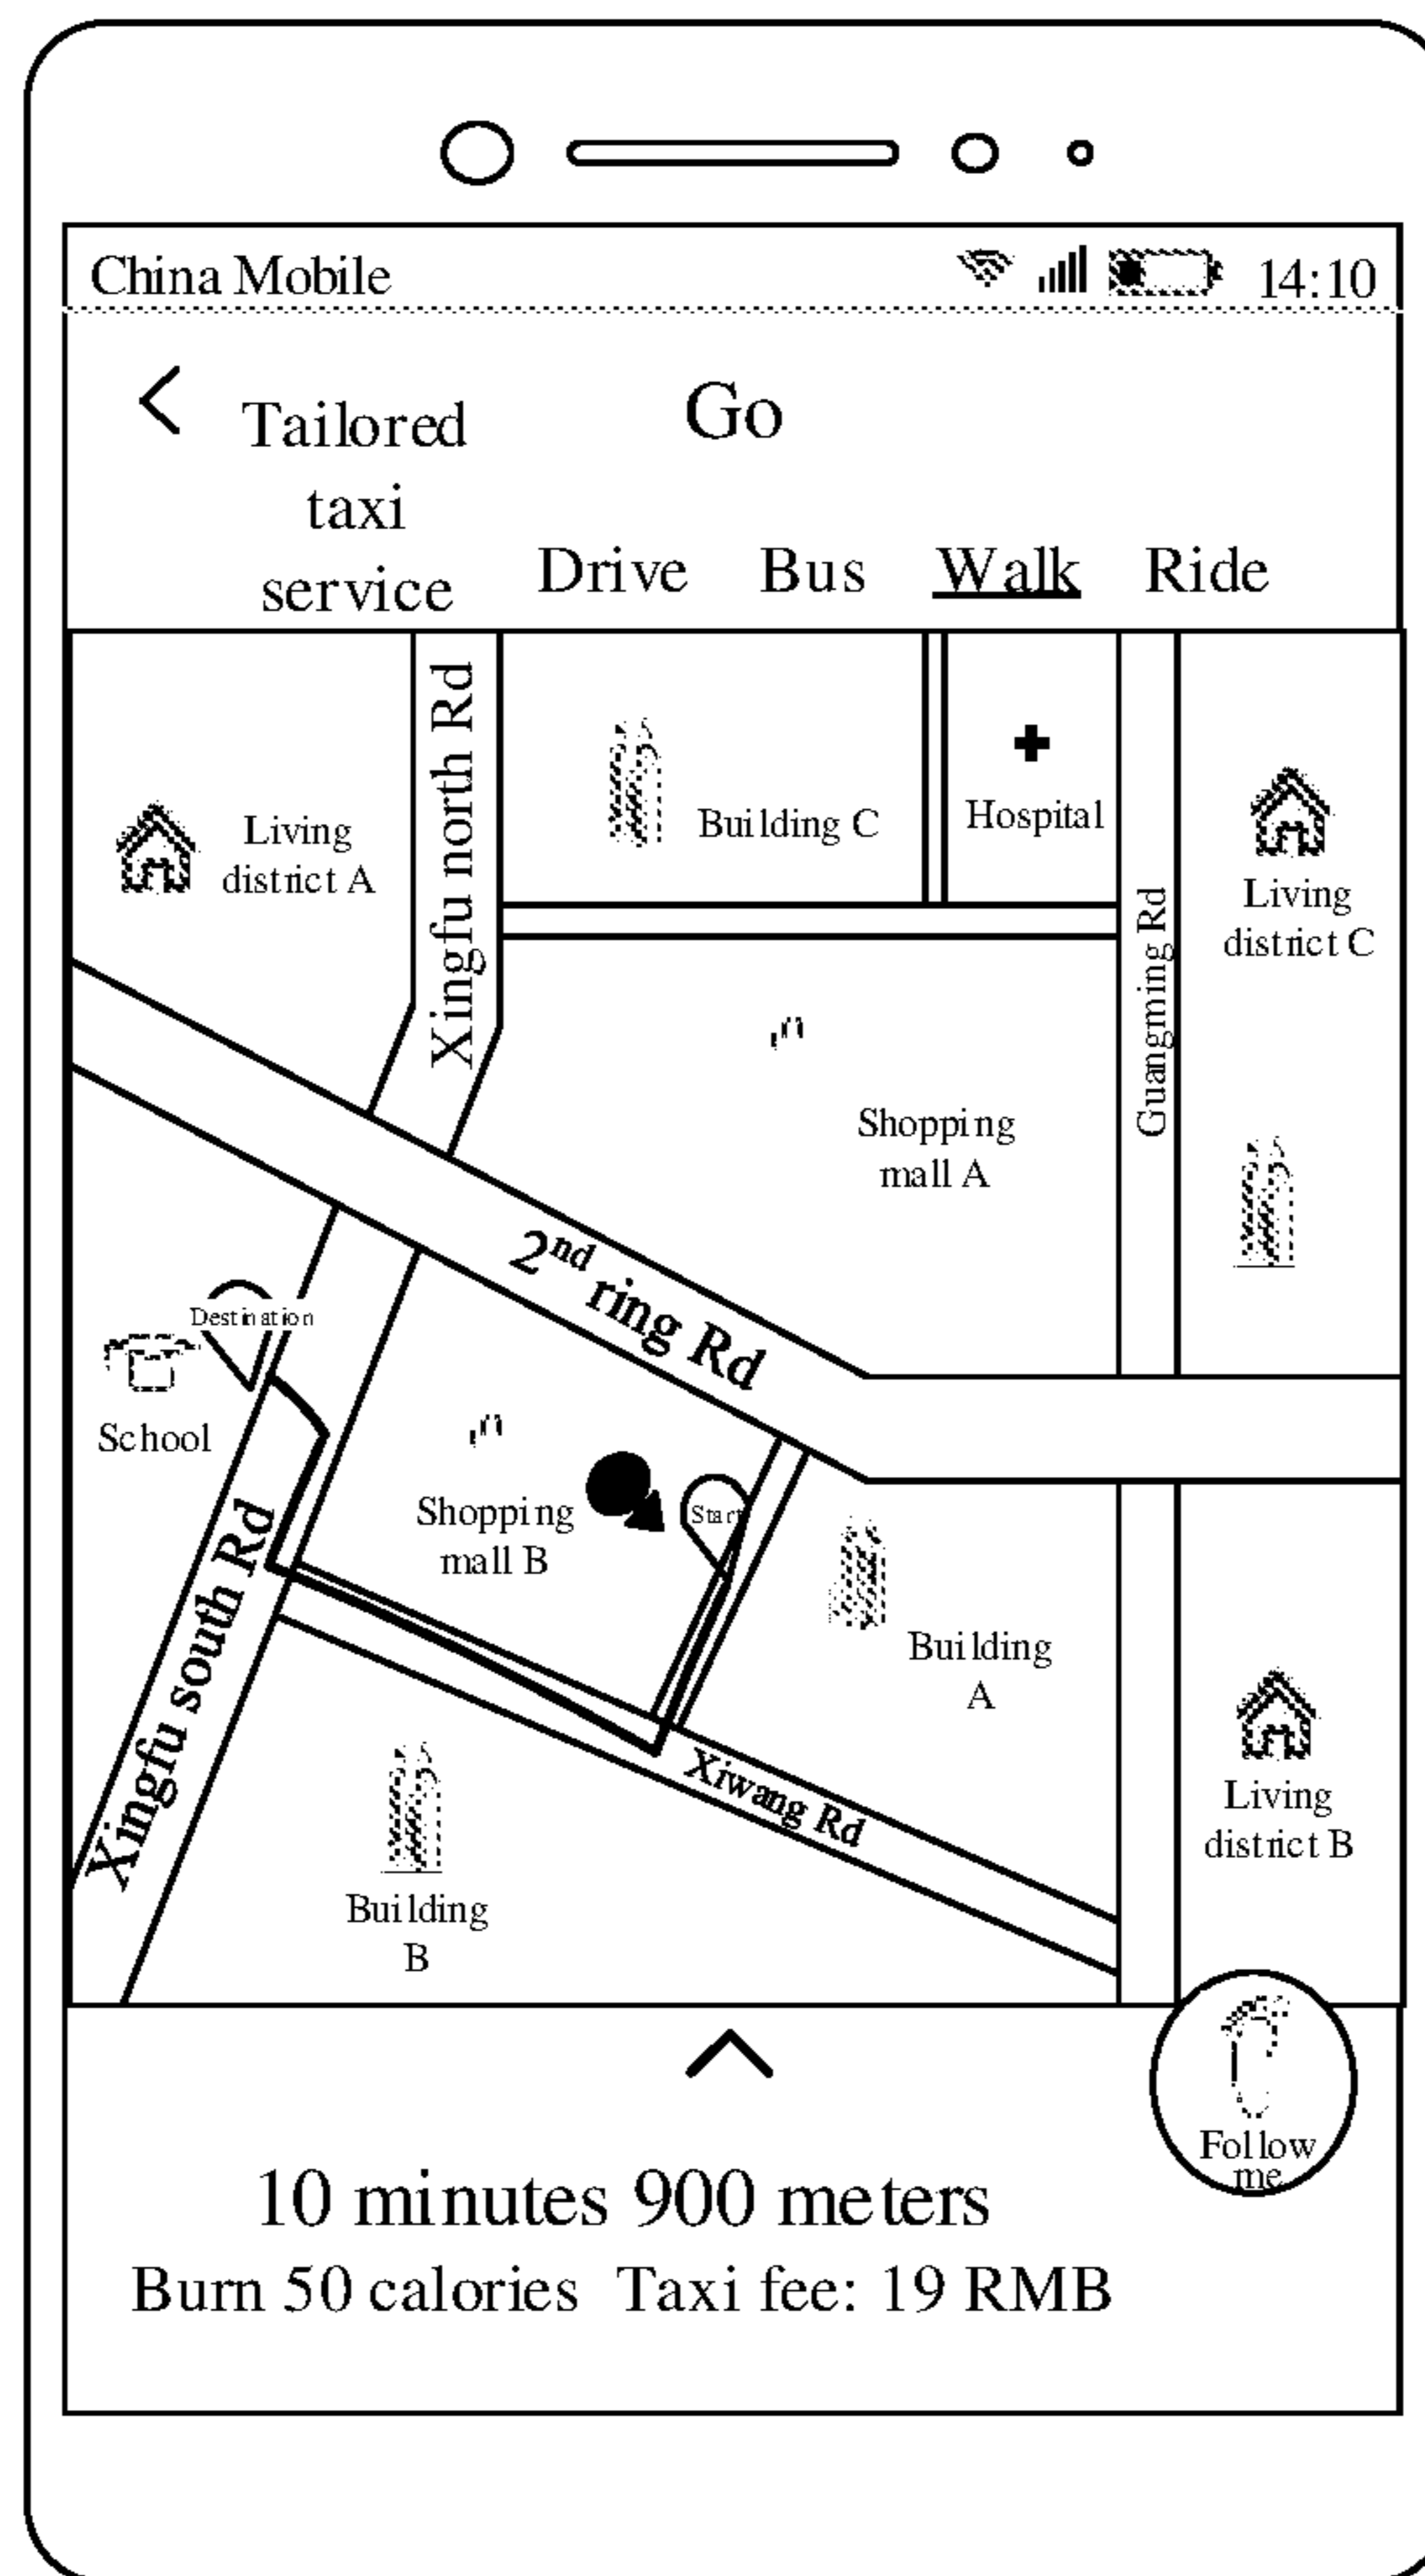 China Mobile 14:10
Tailored
taxi
service
Go
Drive Bus Walk Ride
Xingfu north Rd
Building C
Hospital
Living
district A
Living
district C
Guangming Rd
Shopping
mall A
2nd ring Rd
Destination
School
Shopping
mall B
Start
Building
A
Xingfu south Rd
Xiwang Rd
Living
district B
Building
B
Follow
me
10 minutes 900 meters
Burn 50 calories Taxi fee: 19 RMB